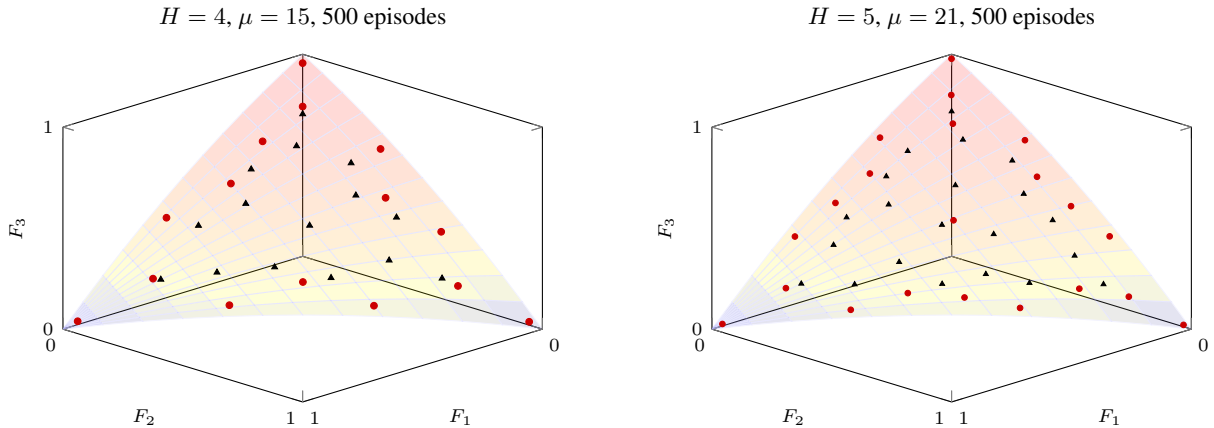 H = 4, μ = 15, 500 episodes
1
F₃
0
0
F₂
1 1
F₁
0
H = 5, μ = 21, 500 episodes
1
F₃
0
0
F₂
1 1
F₁
0